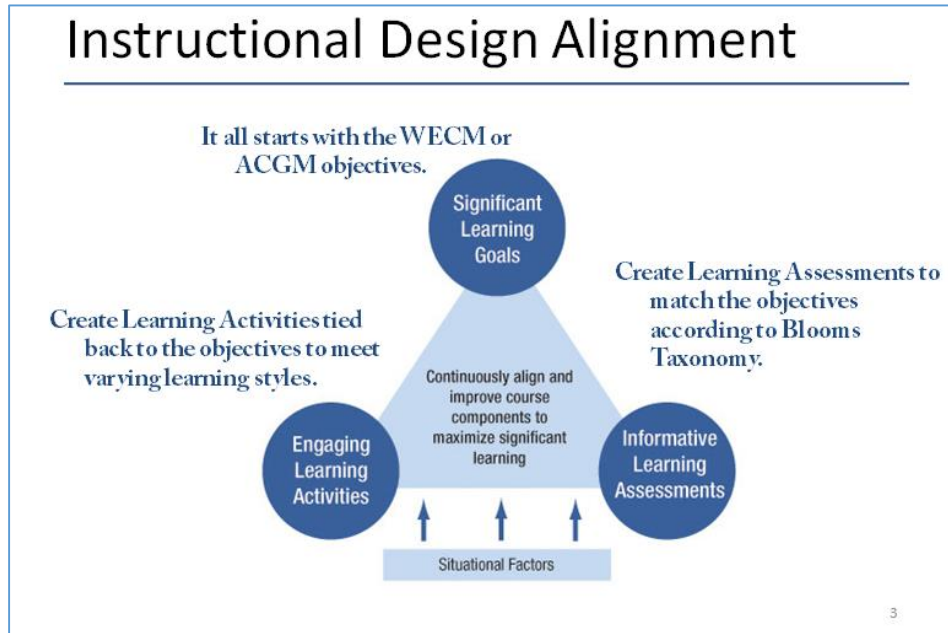 Instructional Design Alignment
It all starts with the WECM or
ACGM objectives.
Significant
Learning
Goals
Create Learning Assessments to
match the objectives
according to Blooms
Taxonomy.
Create Learning Activities tied
back to the objectives to meet
varying learning styles.
Continuously align and
improve course
components to
maximize significant
learning
Engaging
Learning
Activities
Informative
Learning
Assessments
Situational Factors
3